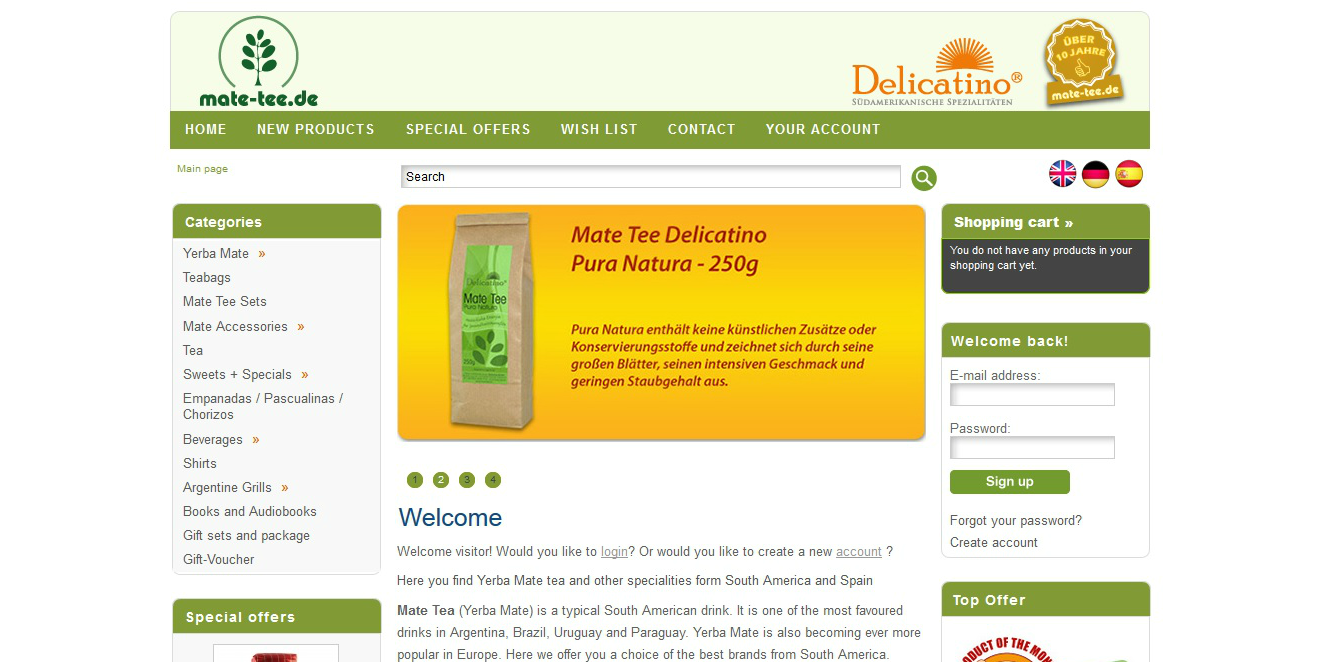 mate-tee.de
Delicatino®
SÜDAMERIKANISCHE SPEZIALITÄTEN
ÜBER
10 JAHRE
mate-tee.de
HOME NEW PRODUCTS SPECIAL OFFERS WISH LIST CONTACT YOUR ACCOUNT
Main page
Search
Categories
Yerba Mate »
Teabags
Mate Tee Sets
Mate Accessories »
Tea
Sweets + Specials »
Empanadas / Pascualinas /
Chorizos
Beverages »
Shirts
Argentine Grills »
Books and Audiobooks
Gift sets and package
Gift-Voucher
Special offers
Delicatino®
Mate Tee
Pura Natura
Mate Tee Delicatino
Pura Natura - 250g
Pura Natura enthält keine künstlichen Zusätze oder
Konservierungsstoffe und zeichnet sich durch seine
großen Blätter, seinen intensiven Geschmack und
geringen Staubgehalt aus.
1 2 3 4
Welcome
Welcome visitor! Would you like to login? Or would you like to create a new account ?
Here you find Yerba Mate tea and other specialities form South America and Spain
Mate Tea (Yerba Mate) is a typical South American drink. It is one of the most favoured
drinks in Argentina, Brazil, Uruguay and Paraguay. Yerba Mate is also becoming ever more
popular in Europe. Here we offer you a choice of the best brands from South America.
Shopping cart »
You do not have any products in your
shopping cart yet.
Welcome back!
E-mail address:
Password:
Sign up
Forgot your password?
Create account
Top Offer
PRODUCT OF THE MONTH